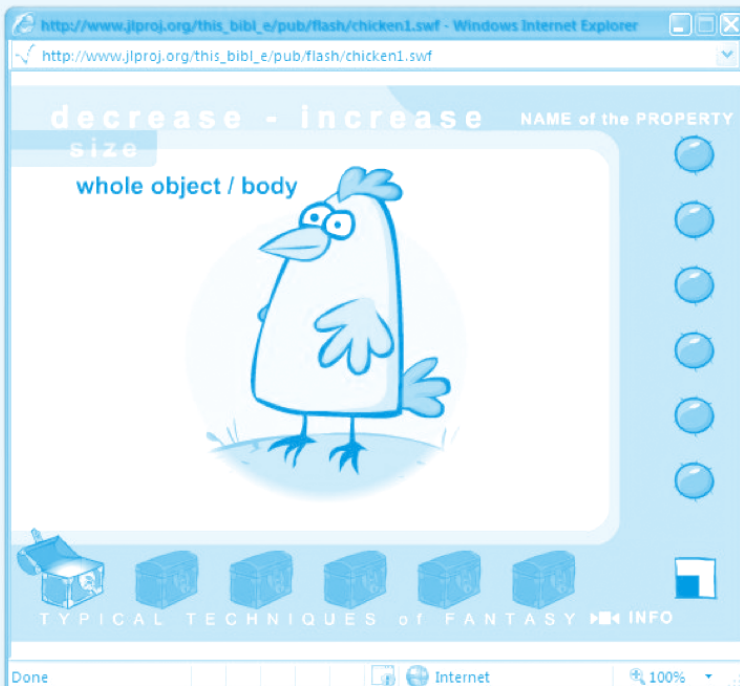 http://www.jlproj.org/this_bibl_e/pub/flash/chicken1.swf - Windows Internet Explorer
http://www.jlproj.org/this_bibl_e/pub/flash/chicken1.swf
decrease - increase
NAME of the PROPERTY
size
whole object / body
TYPICAL TECHNIQUES of FANTASY INFO
Done Internet 100%